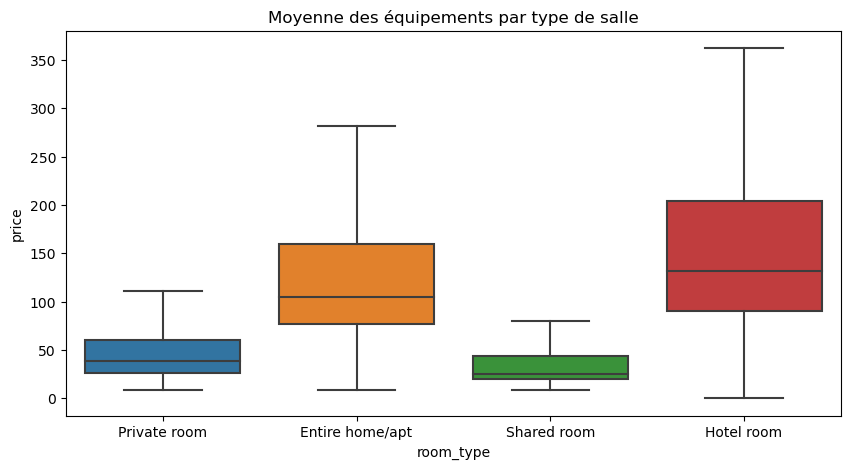 Moyenne des équipements par type de salle
price
350
300
250
200
150
100
50
0
Private room
Entire home/apt
Shared room
Hotel room
room_type